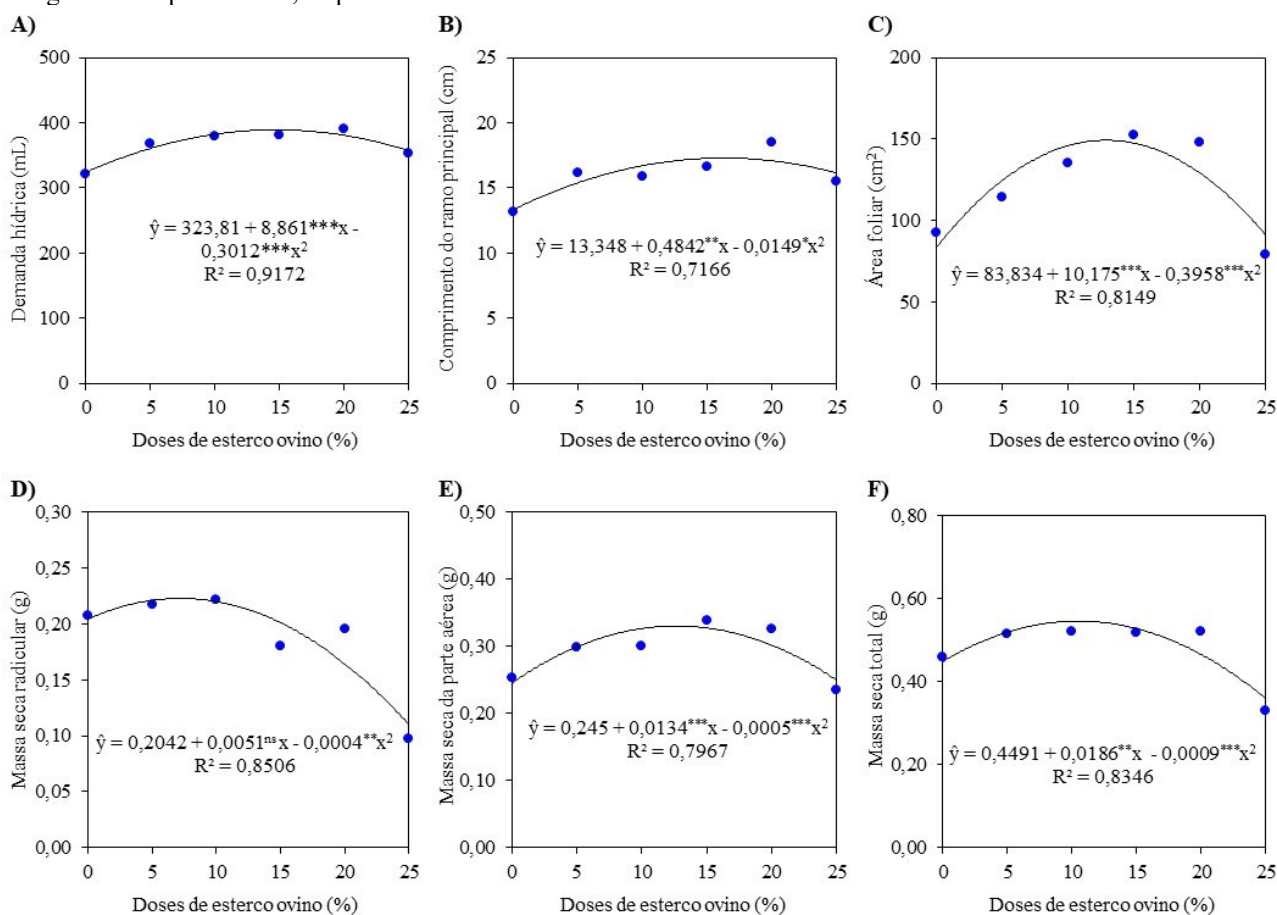 A)
500
400
300
200
100
0
Demanda hídrica (mL)
ŷ = 323,81 + 8,861***x -
0,3012***x²
R² = 0,9172
0 5 10 15 20 25
Doses de esterco ovino (%)
B)
25
20
15
10
5
0
Comprimento do ramo principal (cm)
ŷ = 13,348 + 0,4842**x - 0,0149*x²
R² = 0,7166
0 5 10 15 20 25
Doses de esterco ovino (%)
C)
200
150
100
50
0
Área foliar (cm²)
ŷ = 83,834 + 10,175***x - 0,3958***x²
R² = 0,8149
0 5 10 15 20 25
Doses de esterco ovino (%)
D)
0,30
0,25
0,20
0,15
0,10
0,05
0,00
Massa seca radicular (g)
ŷ = 0,2042 + 0,0051ⁿˢx - 0,0004**x²
R² = 0,8506
0 5 10 15 20 25
Doses de esterco ovino (%)
E)
0,50
0,40
0,30
0,20
0,10
0,00
Massa seca da parte aérea (g)
ŷ = 0,245 + 0,0134***x - 0,0005***x²
R² = 0,7967
0 5 10 15 20 25
Doses de esterco ovino (%)
F)
0,80
0,60
0,40
0,20
0,00
Massa seca total (g)
ŷ = 0,4491 + 0,0186**x - 0,0009***x²
R² = 0,8346
0 5 10 15 20 25
Doses de esterco ovino (%)